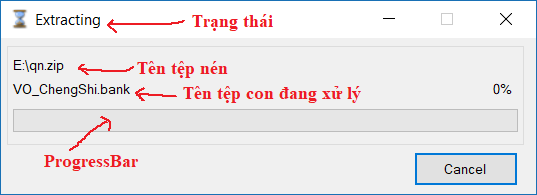 Extracting
Trạng thái
E:\qn.zip
Tên tệp nén
VO_ChengShi.bank
Tên tệp con đang xử lý
0%
ProgressBar
Cancel